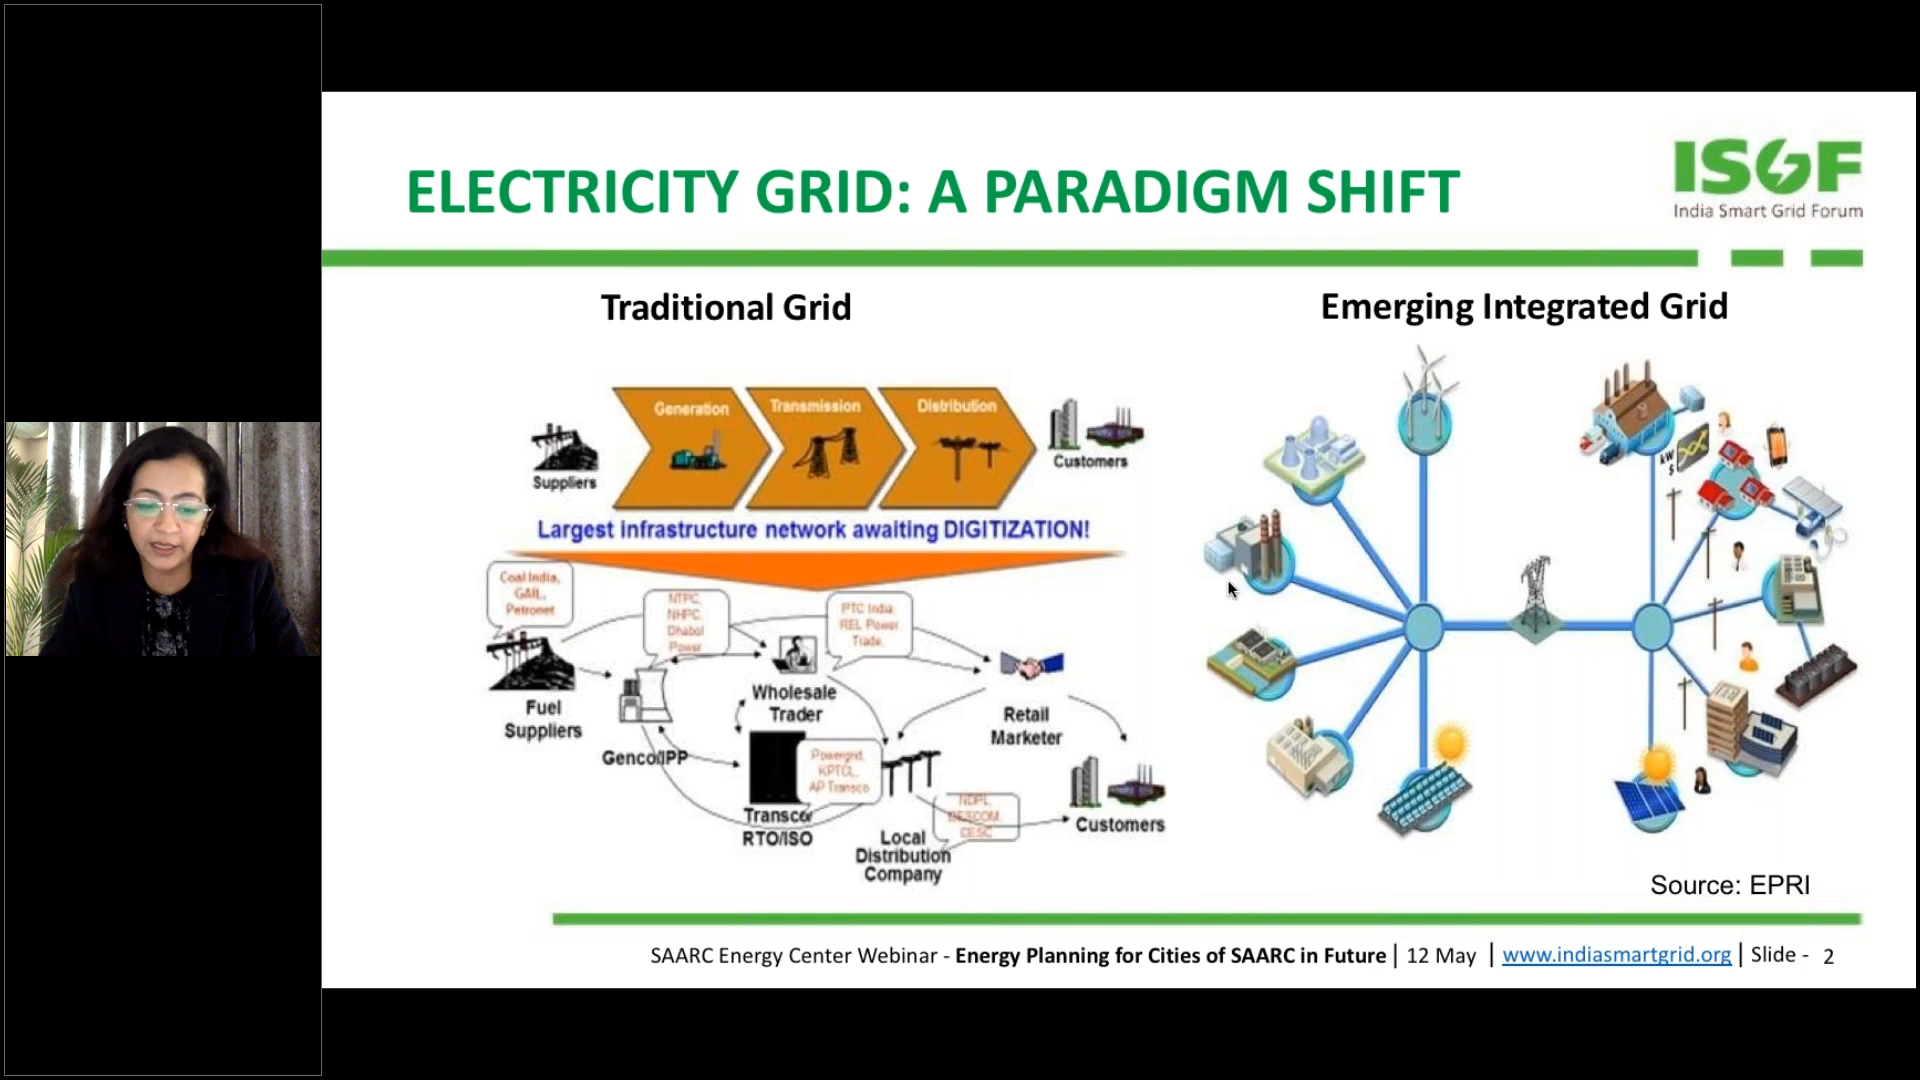 ELECTRICITY GRID: A PARADIGM SHIFT
ISGF
India Smart Grid Forum
Traditional Grid
Generation
Transmission
Distribution
Suppliers
Customers
Largest infrastructure network awaiting DIGITIZATION!
Coal India,
GAIL,
Petronet
NTPC,
NHPC,
Dhabol
Power
PTC India,
REL Power
Trade,
Fuel
Suppliers
Wholesale
Trader
Retail
Marketer
Genco/IPP
Powergrid,
KPTCL,
AP Transco
Transco/
RTO/ISO
NDPL,
BESCOM,
CESC
Local
Distribution
Company
Customers
Emerging Integrated Grid
kW
$
Source: EPRI
SAARC Energy Center Webinar - Energy Planning for Cities of SAARC in Future | 12 May | www.indiasmartgrid.org | Slide - 2